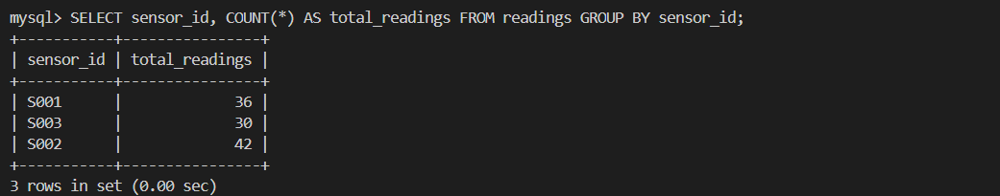 mysql> SELECT sensor_id, COUNT(*) AS total_readings FROM readings GROUP BY sensor_id;
+-----------+----------------+
| sensor_id | total_readings |
+-----------+----------------+
| S001      |             36 |
| S003      |             30 |
| S002      |             42 |
+-----------+----------------+
3 rows in set (0.00 sec)